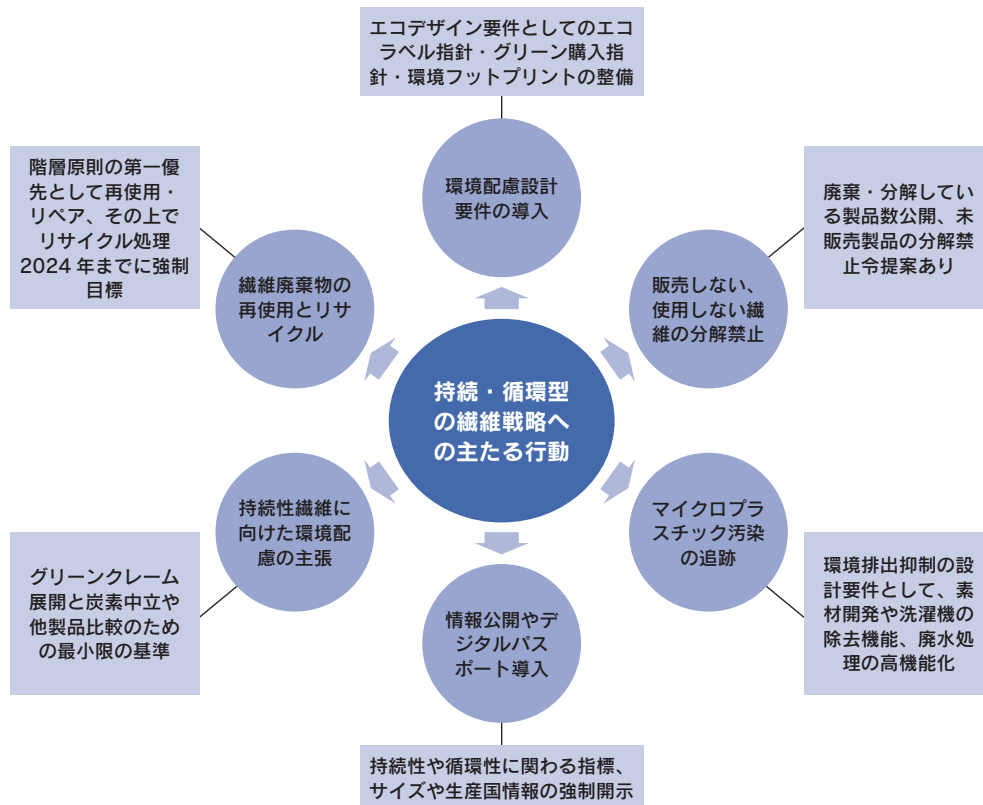 エコデザイン要件としてのエコ
ラベル指針・グリーン購入指
針・環境フットプリントの整備
環境配慮設計
要件の導入
階層原則の第一優
先として再使用・
リペア、その上で
リサイクル処理
2024 年までに強制
目標
繊維廃棄物の
再使用とリサ
イクル
販売しない、
使用しない繊
維の分解禁止
廃棄・分解してい
る製品数公開、未
販売製品の分解禁
止令提案あり
持続・循環型
の繊維戦略へ
の主たる行動
持続性繊維に
向けた環境配
慮の主張
グリーンクレーム
展開と炭素中立や
他製品比較のため
の最小限の基準
マイクロプラ
スチック汚染
の追跡
環境排出抑制の設
計要件として、素
材開発や洗濯機の
除去機能、廃水処
理の高機能化
情報公開やデ
ジタルパス
ポート導入
持続性や循環性に関わる指標、
サイズや生産国情報の強制開示